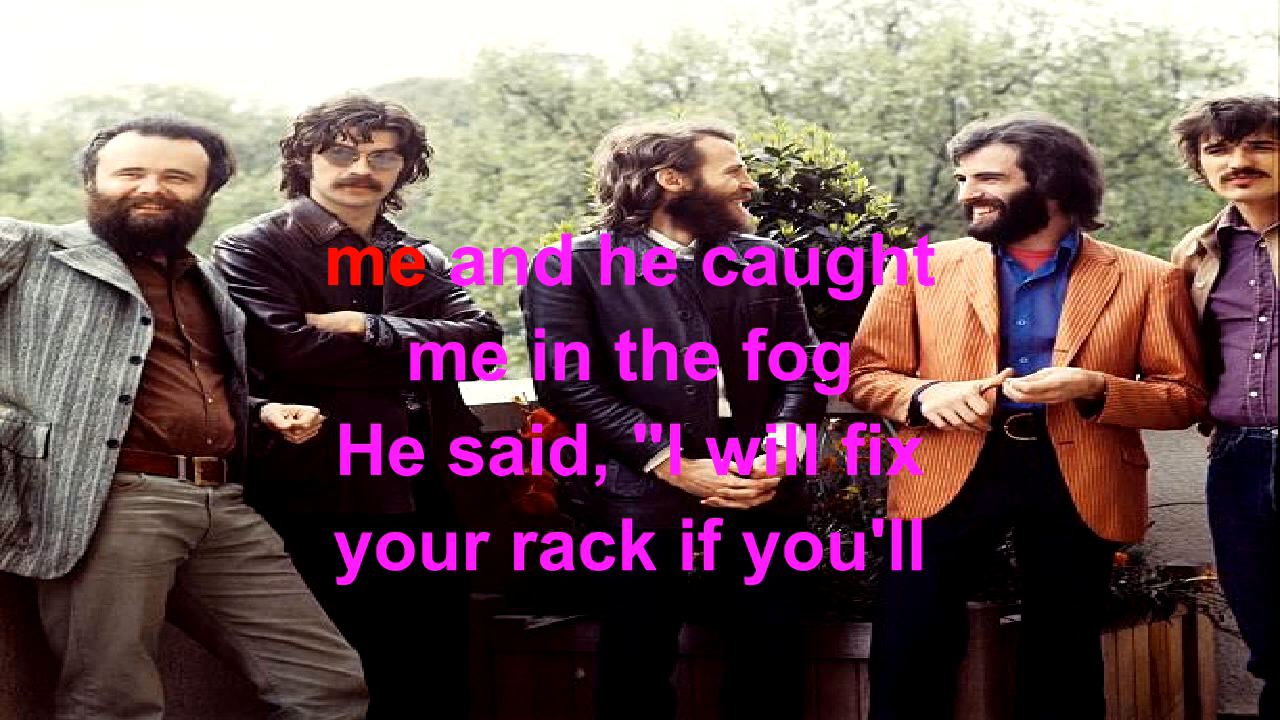 me and he caught
me in the fog
He said, "I will fix
your rack if you'll